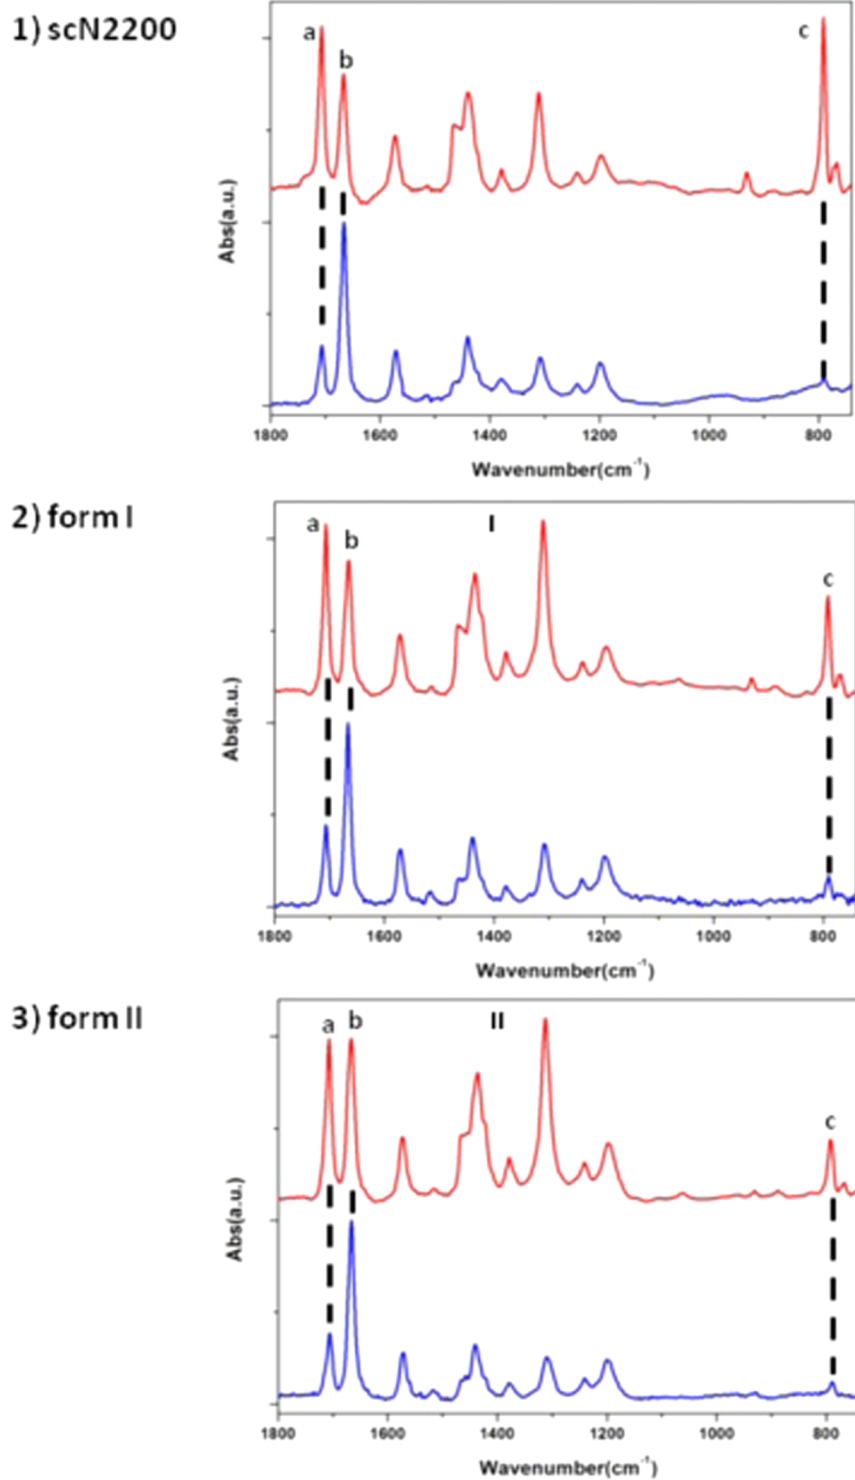 1) scN2200
a
b
c
Abs(a.u.)
1800 1600 1400 1200 1000 800
Wavenumber(cm⁻¹)
2) form I
a
b
I
c
Abs(a.u.)
1800 1600 1400 1200 1000 800
Wavenumber(cm⁻¹)
3) form II
a b
II
c
Abs(a.u.)
1800 1600 1400 1200 1000 800
Wavenumber(cm⁻¹)